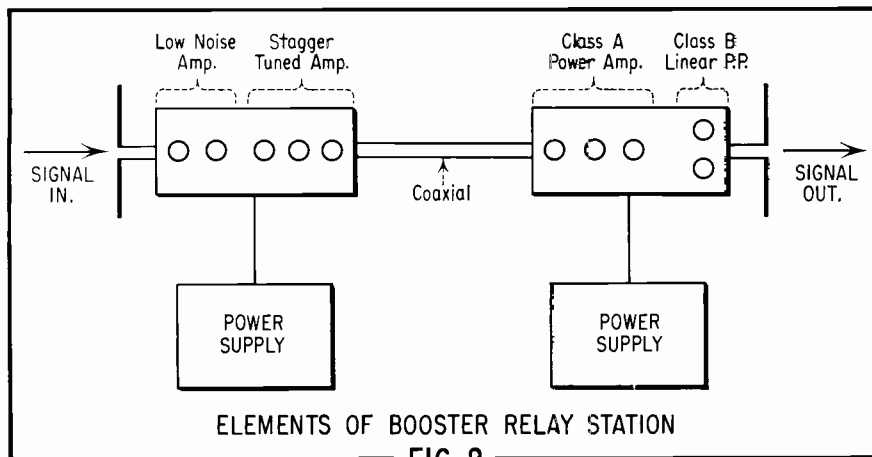 Low Noise
Amp.
Stagger
Tuned Amp.
Class A
Power Amp.
Class B
Linear P.P.
SIGNAL
IN.
Coaxial
SIGNAL
OUT.
POWER
SUPPLY
POWER
SUPPLY
ELEMENTS OF BOOSTER RELAY STATION